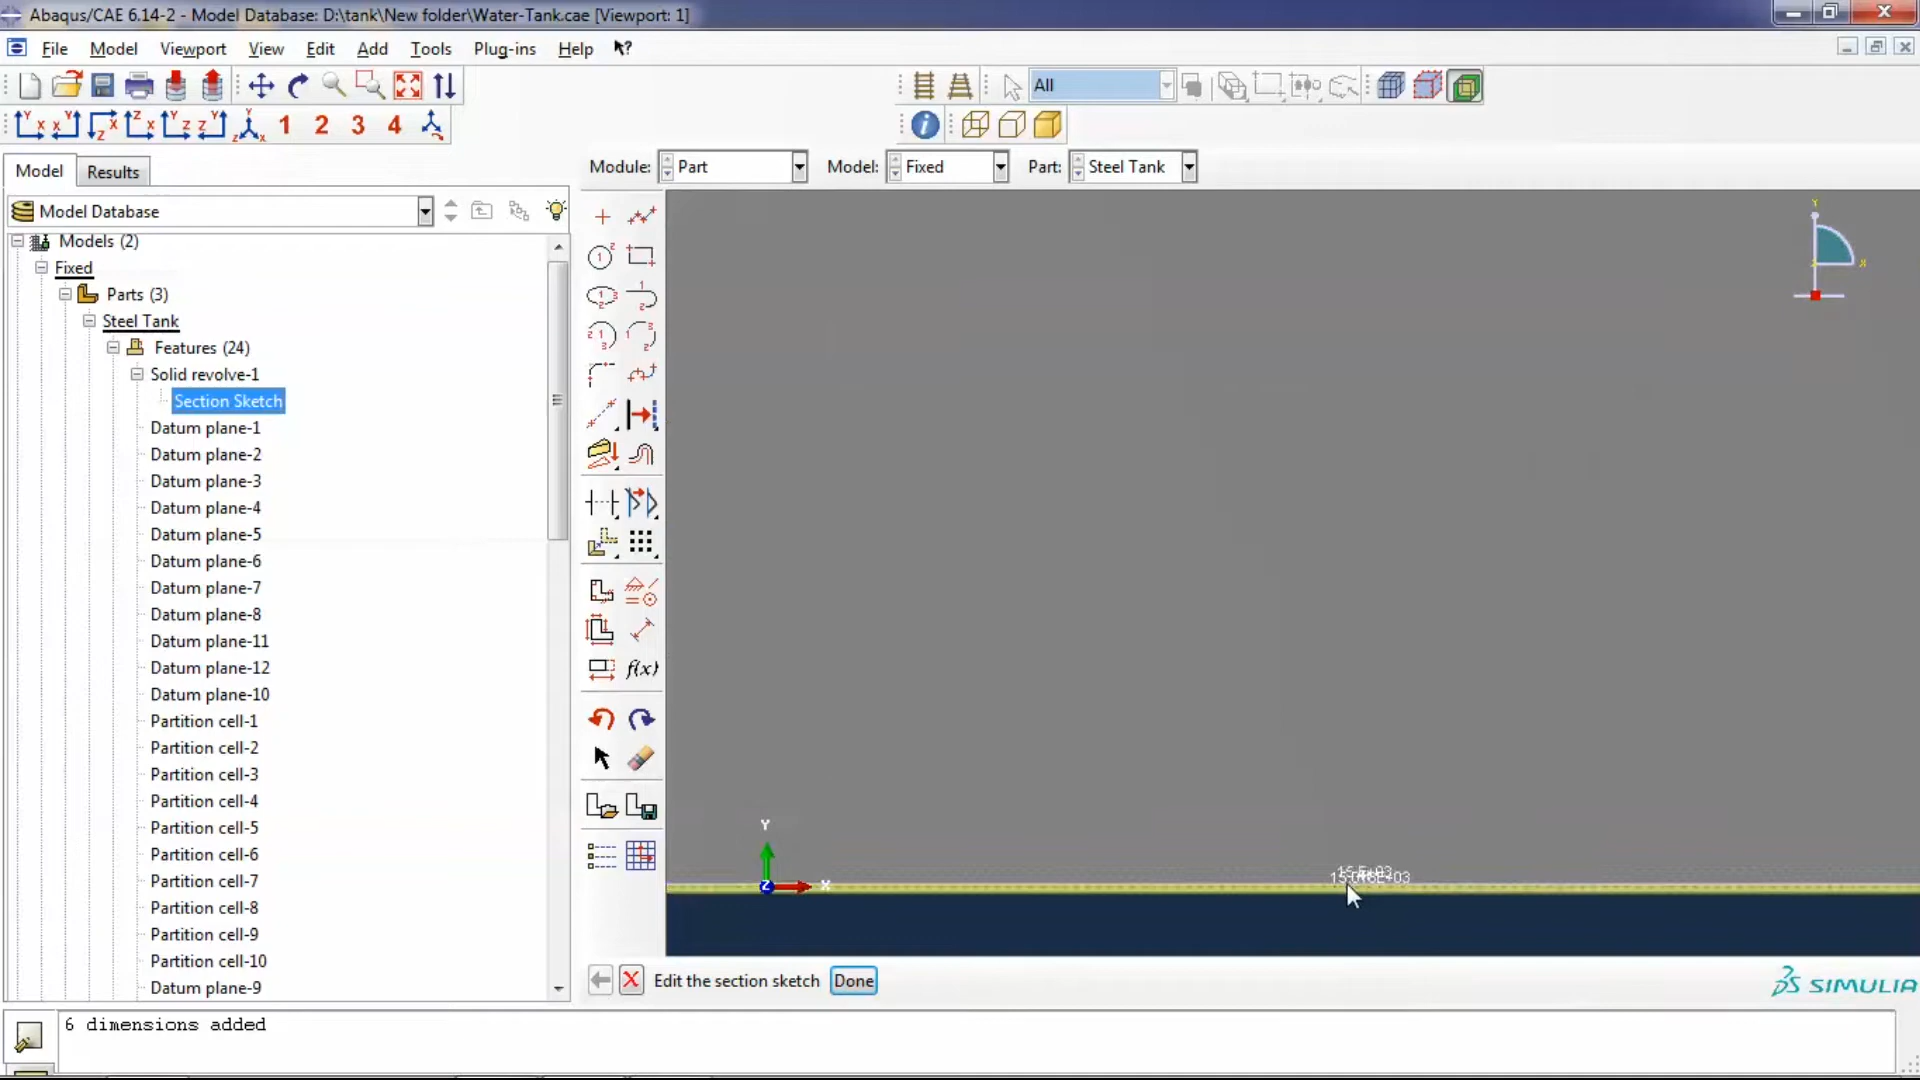 Abaqus/CAE 6.14-2 - Model Database: D:\tank\New folder\Water-Tank.cae [Viewport: 1]
File Model Viewport View Edit Add Tools Plug-ins Help
All
1 2 3 4
Model Results
Module: Part Model: Fixed Part: Steel Tank
Model Database
Models (2)
Fixed
Parts (3)
Steel Tank
Features (24)
Solid revolve-1
Section Sketch
Datum plane-1
Datum plane-2
Datum plane-3
Datum plane-4
Datum plane-5
Datum plane-6
Datum plane-7
Datum plane-8
Datum plane-11
Datum plane-12
Datum plane-10
Partition cell-1
Partition cell-2
Partition cell-3
Partition cell-4
Partition cell-5
Partition cell-6
Partition cell-7
Partition cell-8
Partition cell-9
Partition cell-10
Datum plane-9
f(x)
Y
X
Y
Z
X
Edit the section sketch Done
SIMULIA
6 dimensions added